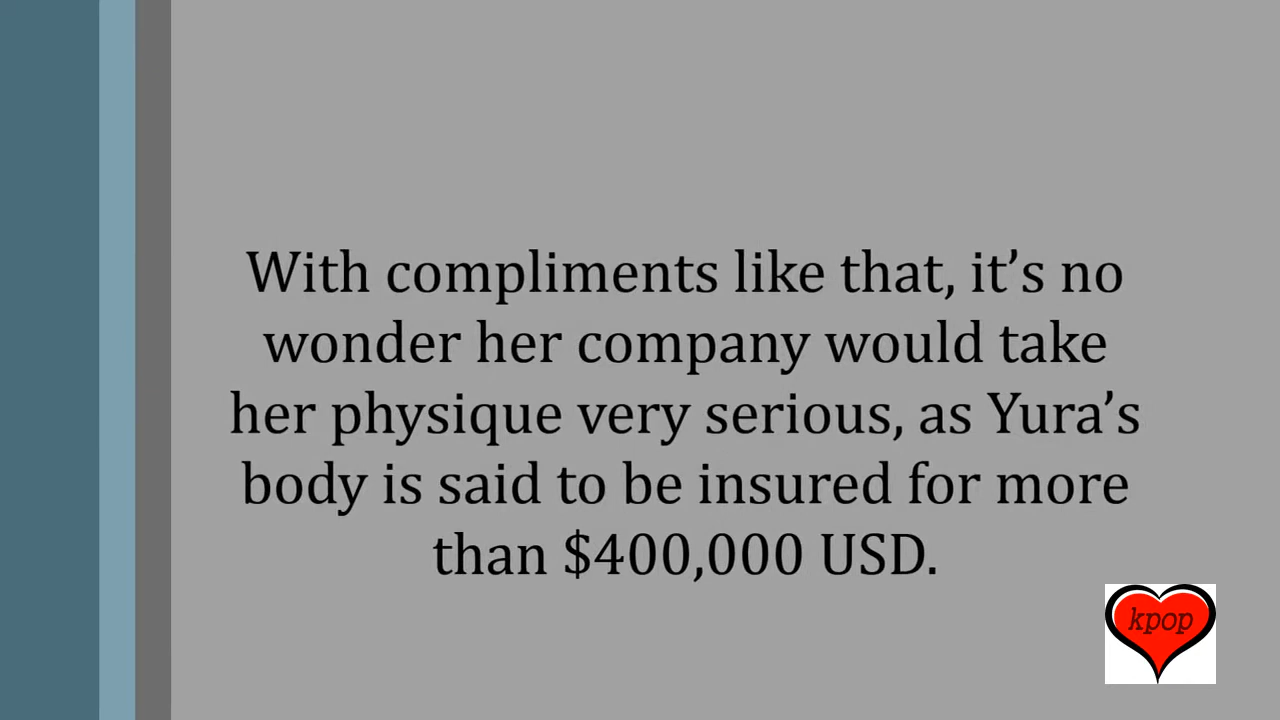 With compliments like that, it’s no
wonder her company would take
her physique very serious, as Yura’s
body is said to be insured for more
than $400,000 USD.
kpop